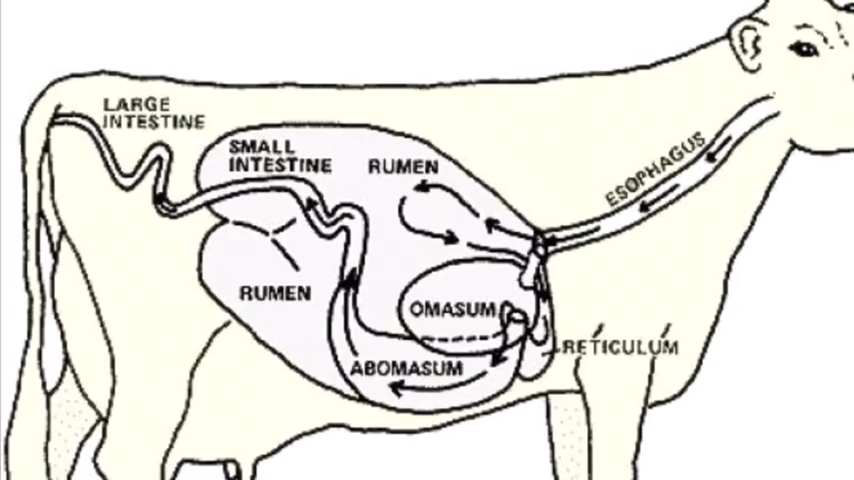 LARGE
INTESTINE
SMALL
INTESTINE
RUMEN
ESOPHAGUS
RUMEN
OMASUM
RETICULUM
ABOMASUM